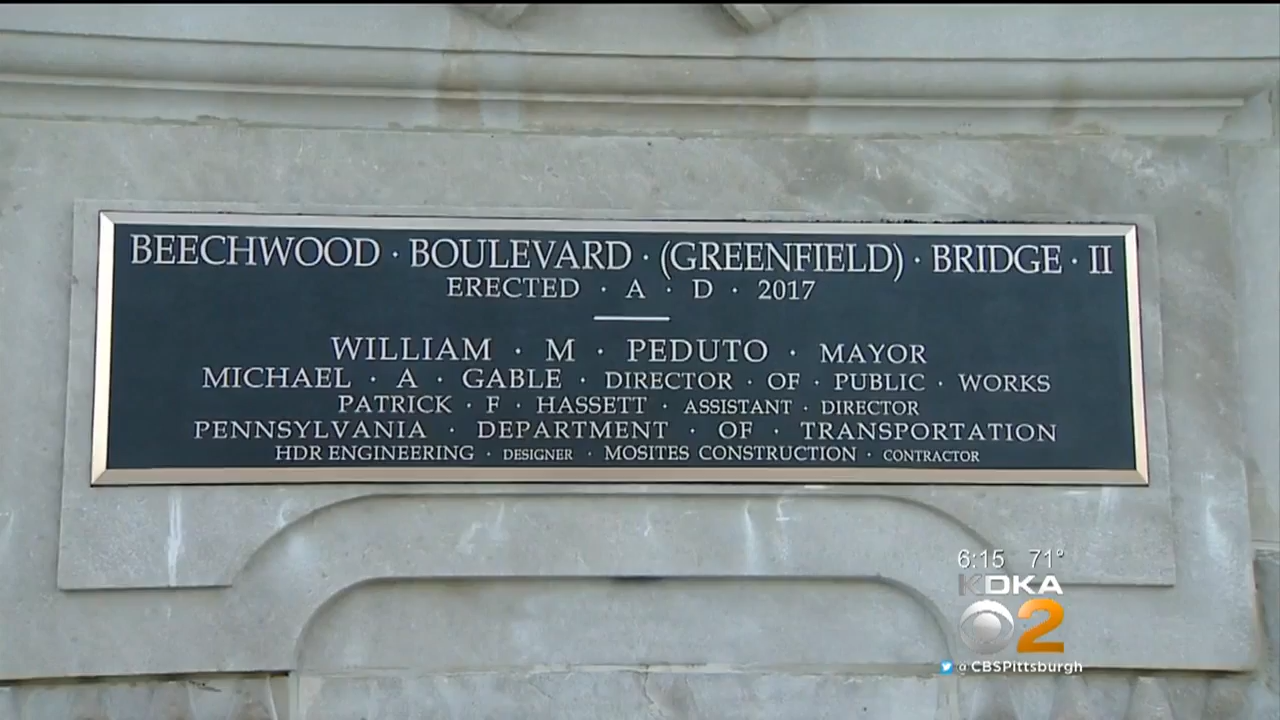 BEECHWOOD · BOULEVARD · (GREENFIELD) · BRIDGE · II
ERECTED · A · D · 2017
WILLIAM · M · PEDUTO · MAYOR
MICHAEL · A · GABLE · DIRECTOR · OF · PUBLIC · WORKS
PATRICK · F · HASSETT · ASSISTANT · DIRECTOR
PENNSYLVANIA · DEPARTMENT · OF · TRANSPORTATION
HDR ENGINEERING · DESIGNER · MOSITES CONSTRUCTION · CONTRACTOR
6:15 71°
KDKA
2
@CBSPittsburgh